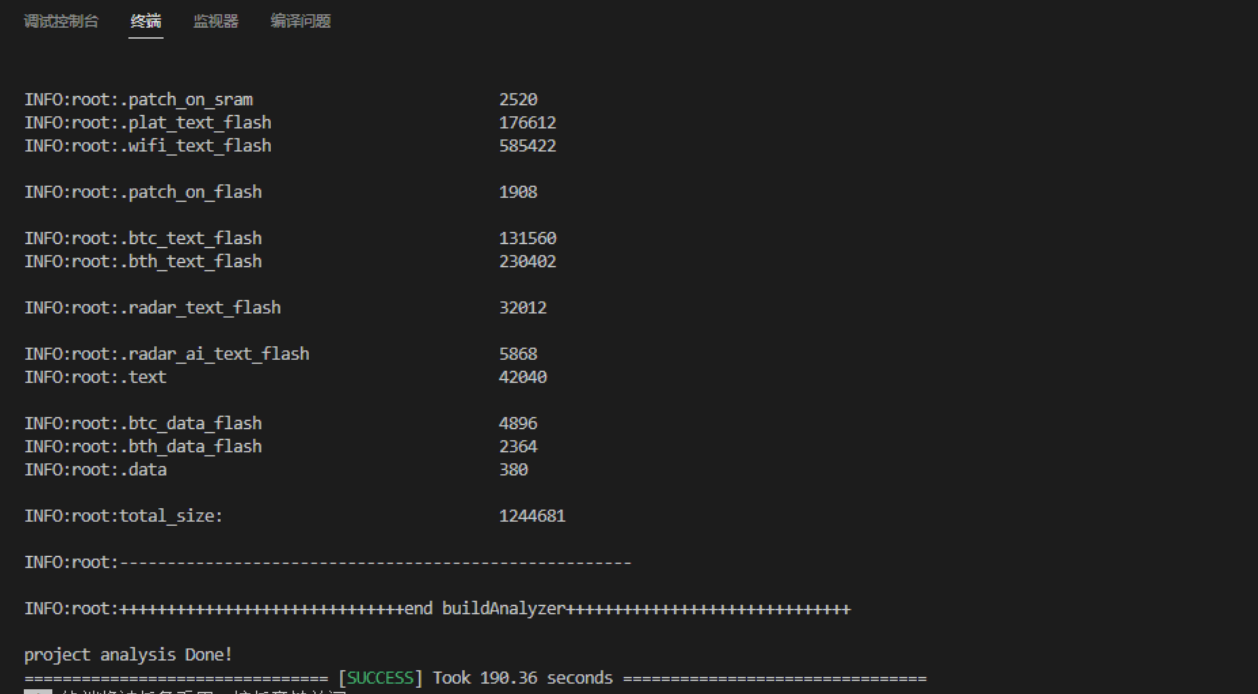 调试控制台 终端 监视器 编译问题
INFO:root:.patch_on_sram 2520
INFO:root:.plat_text_flash 176612
INFO:root:.wifi_text_flash 585422
INFO:root:.patch_on_flash 1908
INFO:root:.btc_text_flash 131560
INFO:root:.bth_text_flash 230402
INFO:root:.radar_text_flash 32012
INFO:root:.radar_ai_text_flash 5868
INFO:root:.text 42040
INFO:root:.btc_data_flash 4896
INFO:root:.bth_data_flash 2364
INFO:root:.data 380
INFO:root:total_size: 1244681
INFO:root:------------------------------------------------------
INFO:root:++++++++++++++++++++++++++++++end buildAnalyzer++++++++++++++++++++++++++++++
project analysis Done!
================================ [SUCCESS] Took 190.36 seconds ================================